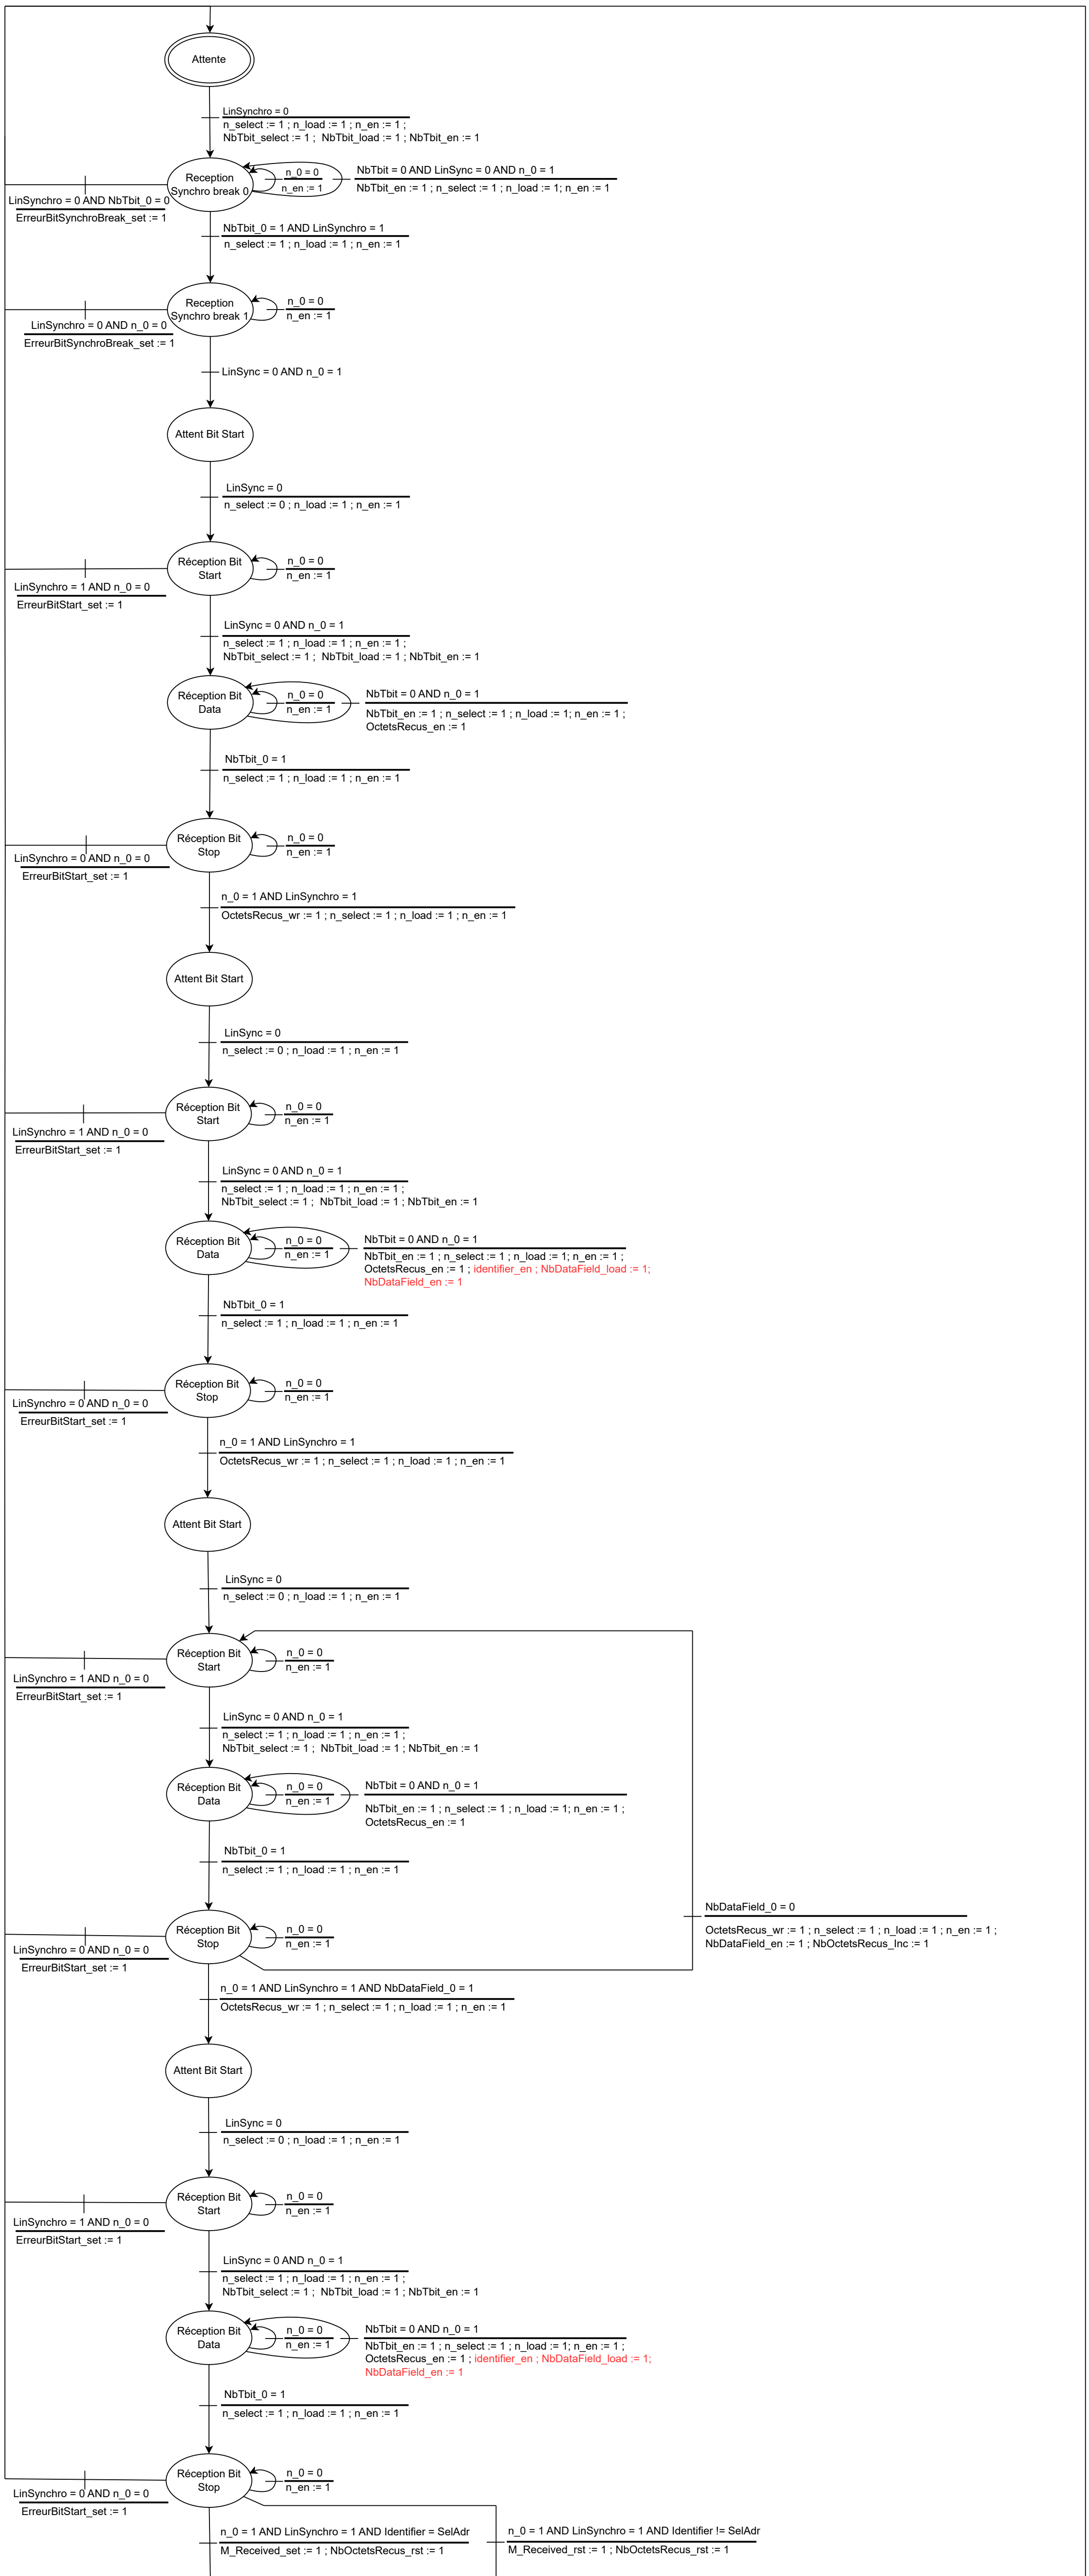 Attente
LinSynchro = 0
n_select := 1 ; n_load := 1 ; n_en := 1 ;
NbTbit_select := 1 ; NbTbit_load := 1 ; NbTbit_en := 1
Reception
Synchro break 0
n_0 = 0
n_en := 1
NbTbit = 0 AND LinSync = 0 AND n_0 = 1
NbTbit_en := 1 ; n_select := 1 ; n_load := 1; n_en := 1
LinSynchro = 0 AND NbTbit_0 = 0
ErreurBitSynchroBreak_set := 1
NbTbit_0 = 1 AND LinSynchro = 1
n_select := 1 ; n_load := 1 ; n_en := 1
Reception
Synchro break 1
n_0 = 0
n_en := 1
LinSynchro = 0 AND n_0 = 0
ErreurBitSynchroBreak_set := 1
LinSync = 0 AND n_0 = 1
Attent Bit Start
LinSync = 0
n_select := 0 ; n_load := 1 ; n_en := 1
Réception Bit
Start
n_0 = 0
n_en := 1
LinSynchro = 1 AND n_0 = 0
ErreurBitStart_set := 1
LinSync = 0 AND n_0 = 1
n_select := 1 ; n_load := 1 ; n_en := 1 ;
NbTbit_select := 1 ; NbTbit_load := 1 ; NbTbit_en := 1
Réception Bit
Data
n_0 = 0
n_en := 1
NbTbit = 0 AND n_0 = 1
NbTbit_en := 1 ; n_select := 1 ; n_load := 1; n_en := 1 ;
OctetsRecus_en := 1
NbTbit_0 = 1
n_select := 1 ; n_load := 1 ; n_en := 1
Réception Bit
Stop
n_0 = 0
n_en := 1
LinSynchro = 0 AND n_0 = 0
ErreurBitStart_set := 1
n_0 = 1 AND LinSynchro = 1
OctetsRecus_wr := 1 ; n_select := 1 ; n_load := 1 ; n_en := 1
Attent Bit Start
LinSync = 0
n_select := 0 ; n_load := 1 ; n_en := 1
Réception Bit
Start
n_0 = 0
n_en := 1
LinSynchro = 1 AND n_0 = 0
ErreurBitStart_set := 1
LinSync = 0 AND n_0 = 1
n_select := 1 ; n_load := 1 ; n_en := 1 ;
NbTbit_select := 1 ; NbTbit_load := 1 ; NbTbit_en := 1
Réception Bit
Data
n_0 = 0
n_en := 1
NbTbit = 0 AND n_0 = 1
NbTbit_en := 1 ; n_select := 1 ; n_load := 1; n_en := 1 ;
OctetsRecus_en := 1 ; identifier_en ; NbDataField_load := 1;
NbDataField_en := 1
NbTbit_0 = 1
n_select := 1 ; n_load := 1 ; n_en := 1
Réception Bit
Stop
n_0 = 0
n_en := 1
LinSynchro = 0 AND n_0 = 0
ErreurBitStart_set := 1
n_0 = 1 AND LinSynchro = 1
OctetsRecus_wr := 1 ; n_select := 1 ; n_load := 1 ; n_en := 1
Attent Bit Start
LinSync = 0
n_select := 0 ; n_load := 1 ; n_en := 1
Réception Bit
Start
n_0 = 0
n_en := 1
LinSynchro = 1 AND n_0 = 0
ErreurBitStart_set := 1
LinSync = 0 AND n_0 = 1
n_select := 1 ; n_load := 1 ; n_en := 1 ;
NbTbit_select := 1 ; NbTbit_load := 1 ; NbTbit_en := 1
Réception Bit
Data
n_0 = 0
n_en := 1
NbTbit = 0 AND n_0 = 1
NbTbit_en := 1 ; n_select := 1 ; n_load := 1; n_en := 1 ;
OctetsRecus_en := 1
NbTbit_0 = 1
n_select := 1 ; n_load := 1 ; n_en := 1
NbDataField_0 = 0
OctetsRecus_wr := 1 ; n_select := 1 ; n_load := 1 ; n_en := 1 ;
NbDataField_en := 1 ; NbOctetsRecus_Inc := 1
Réception Bit
Stop
n_0 = 0
n_en := 1
LinSynchro = 0 AND n_0 = 0
ErreurBitStart_set := 1
n_0 = 1 AND LinSynchro = 1 AND NbDataField_0 = 1
OctetsRecus_wr := 1 ; n_select := 1 ; n_load := 1 ; n_en := 1
Attent Bit Start
LinSync = 0
n_select := 0 ; n_load := 1 ; n_en := 1
Réception Bit
Start
n_0 = 0
n_en := 1
LinSynchro = 1 AND n_0 = 0
ErreurBitStart_set := 1
LinSync = 0 AND n_0 = 1
n_select := 1 ; n_load := 1 ; n_en := 1 ;
NbTbit_select := 1 ; NbTbit_load := 1 ; NbTbit_en := 1
Réception Bit
Data
n_0 = 0
n_en := 1
NbTbit = 0 AND n_0 = 1
NbTbit_en := 1 ; n_select := 1 ; n_load := 1; n_en := 1 ;
OctetsRecus_en := 1 ; identifier_en ; NbDataField_load := 1;
NbDataField_en := 1
NbTbit_0 = 1
n_select := 1 ; n_load := 1 ; n_en := 1
Réception Bit
Stop
n_0 = 0
n_en := 1
LinSynchro = 0 AND n_0 = 0
ErreurBitStart_set := 1
n_0 = 1 AND LinSynchro = 1 AND Identifier = SelAdr
M_Received_set := 1 ; NbOctetsRecus_rst := 1
n_0 = 1 AND LinSynchro = 1 AND Identifier != SelAdr
M_Received_rst := 1 ; NbOctetsRecus_rst := 1